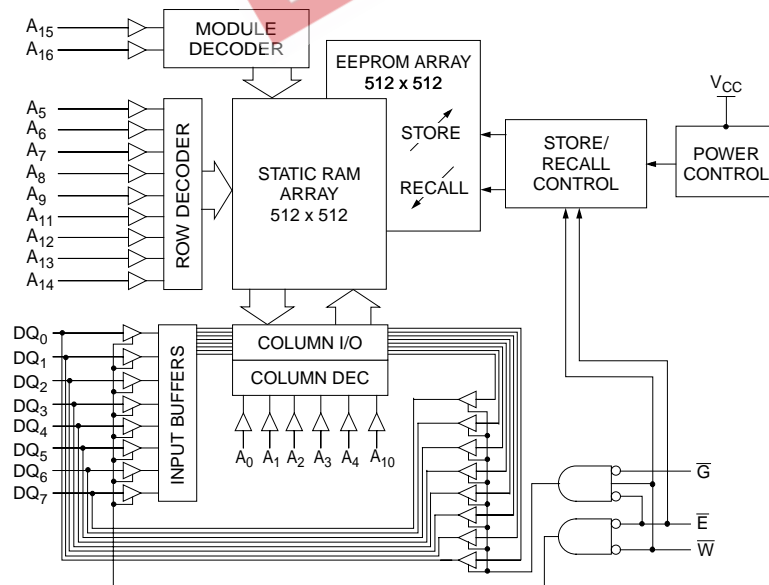 A15
A16
MODULE
DECODER
EEPROM ARRAY
512 x 512
STORE
RECALL
VCC
POWER
CONTROL
STORE/
RECALL
CONTROL
A5
A6
A7
A8
A9
A11
A12
A13
A14
ROW DECODER
STATIC RAM
ARRAY
512 x 512
DQ0
DQ1
DQ2
DQ3
DQ4
DQ5
DQ6
DQ7
INPUT BUFFERS
COLUMN I/O
COLUMN DEC
A0 A1 A2 A3 A4 A10
G̅
E̅
W̅